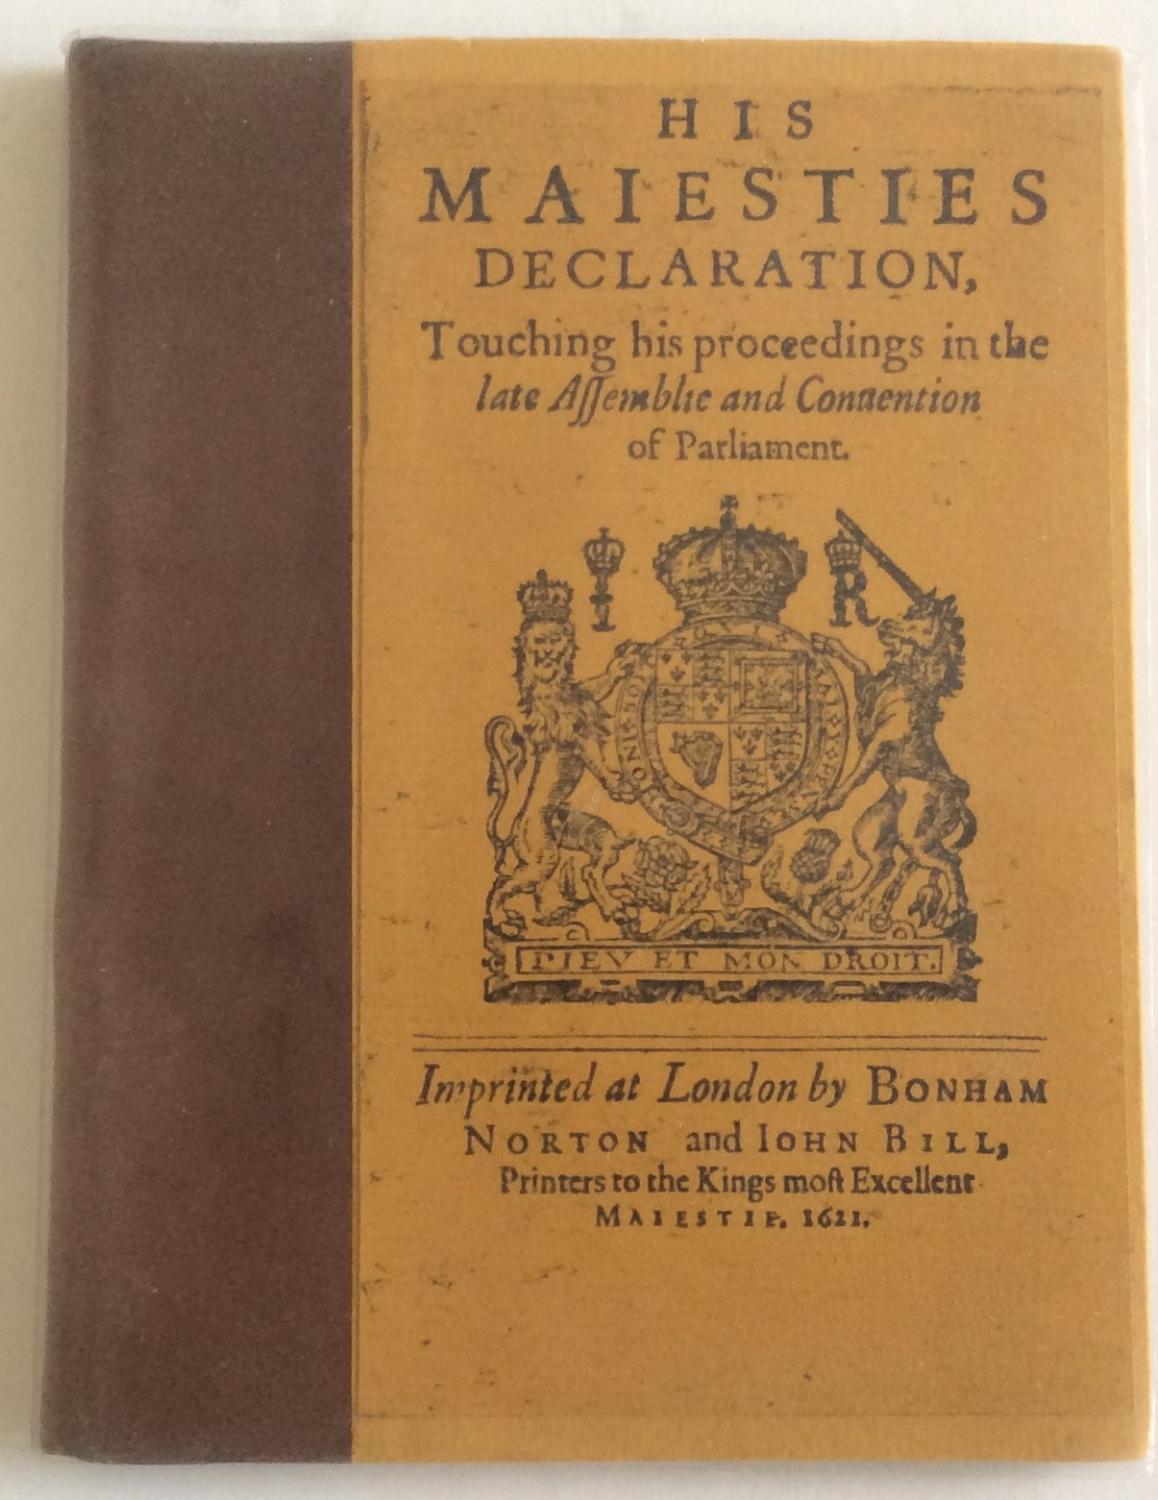 HIS
MAIESTIES
DECLARATION,
Touching his proceedings in the
late Aſſemblie and Conuention
of Parliament.
I R
DIEV ET MON DROIT.
Imprinted at London by BONHAM
NORTON and IOHN BILL,
Printers to the Kings moſt Excellent
MAIESTIE. 1621.